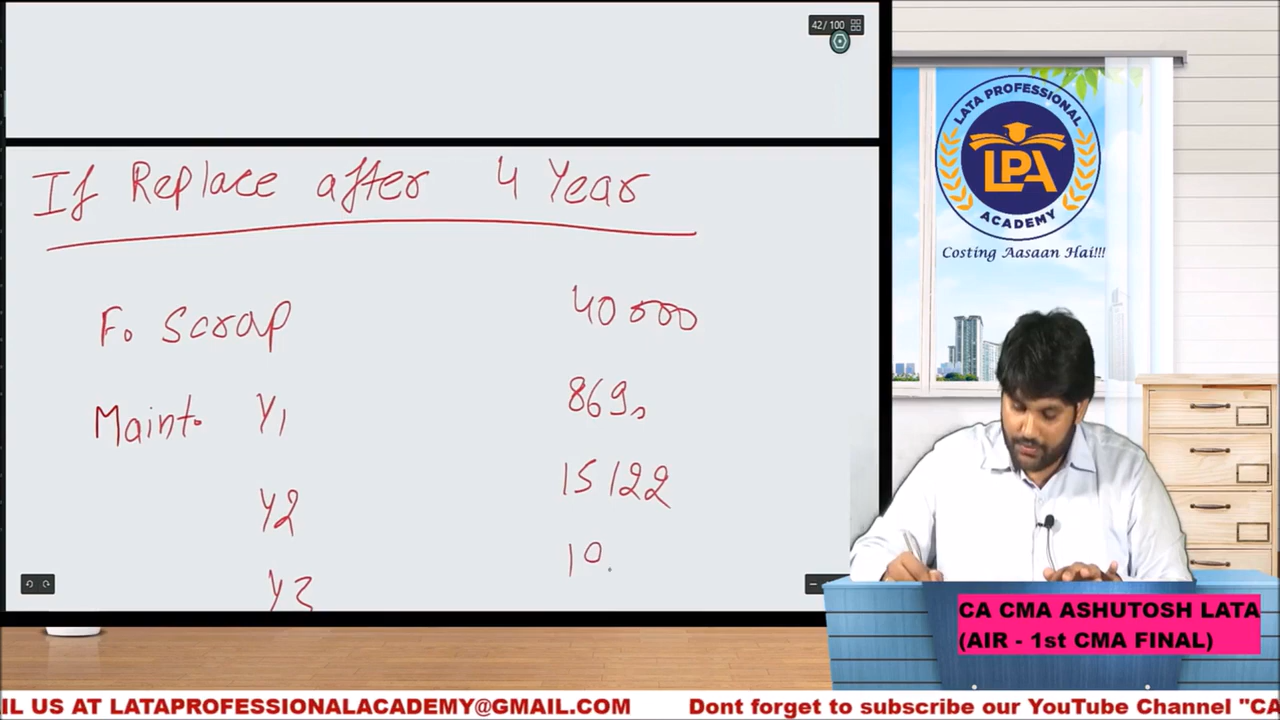 42/100
If Replace after 4 Year
Fo Scrap 40000
Maint. Y1 869
Y2 15122
Y3 10
LATA PROFESSIONAL
LPA
ACADEMY
Costing Aasaan Hai!!!
CA CMA ASHUTOSH LATA
(AIR - 1st CMA FINAL)
IL US AT LATAPROFESSIONALACADEMY@GMAIL.COM Dont forget to subscribe our YouTube Channel "CA